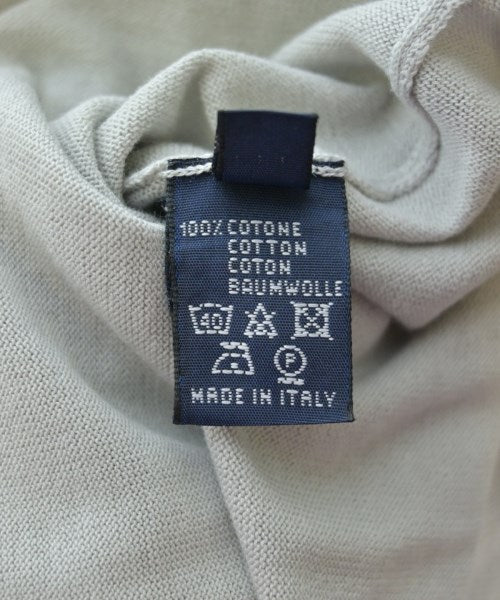 100% COTONE
COTTON
COTON
BAUMWOLLE
40
P
MADE IN ITALY